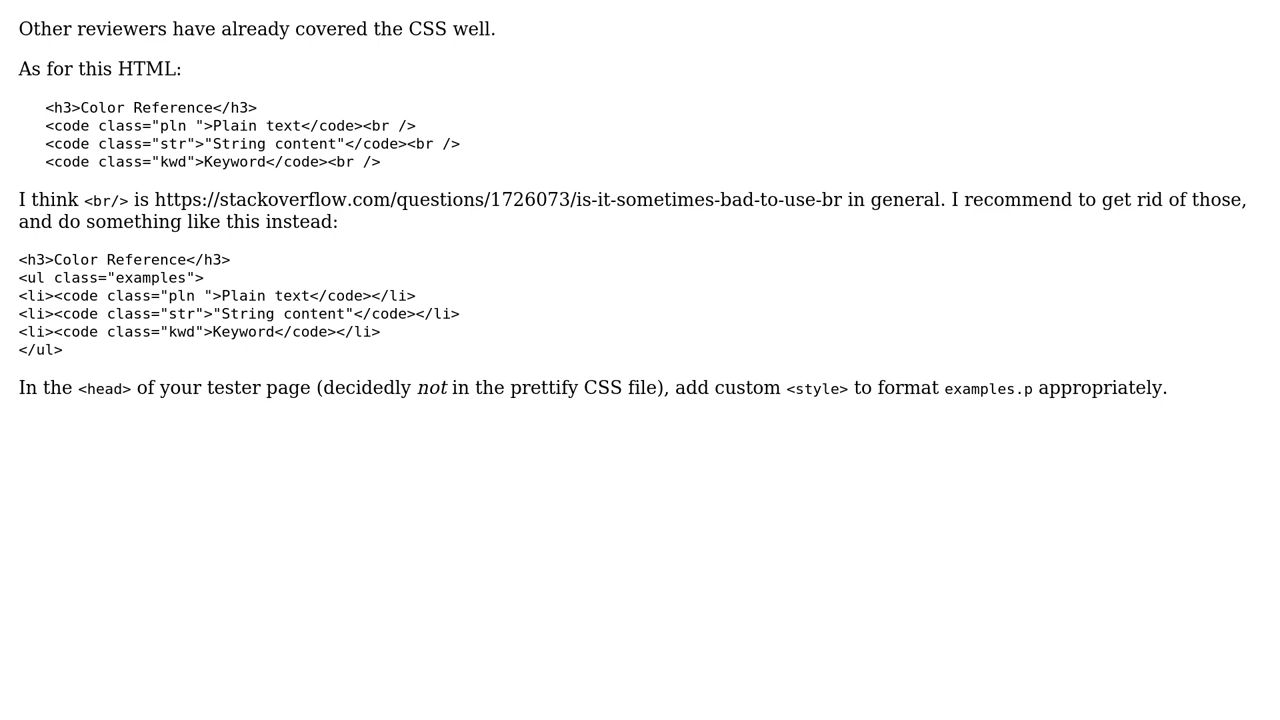 Other reviewers have already covered the CSS well.
As for this HTML:
<h3>Color Reference</h3>
<code class="pln ">Plain text</code><br />
<code class="str">"String content"</code><br />
<code class="kwd">Keyword</code><br />
I think <br/> is https://stackoverflow.com/questions/1726073/is-it-sometimes-bad-to-use-br in general. I recommend to get rid of those,
and do something like this instead:
<h3>Color Reference</h3>
<ul class="examples">
<li><code class="pln ">Plain text</code></li>
<li><code class="str">"String content"</code></li>
<li><code class="kwd">Keyword</code></li>
</ul>
In the <head> of your tester page (decidedly not in the prettify CSS file), add custom <style> to format examples.p appropriately.